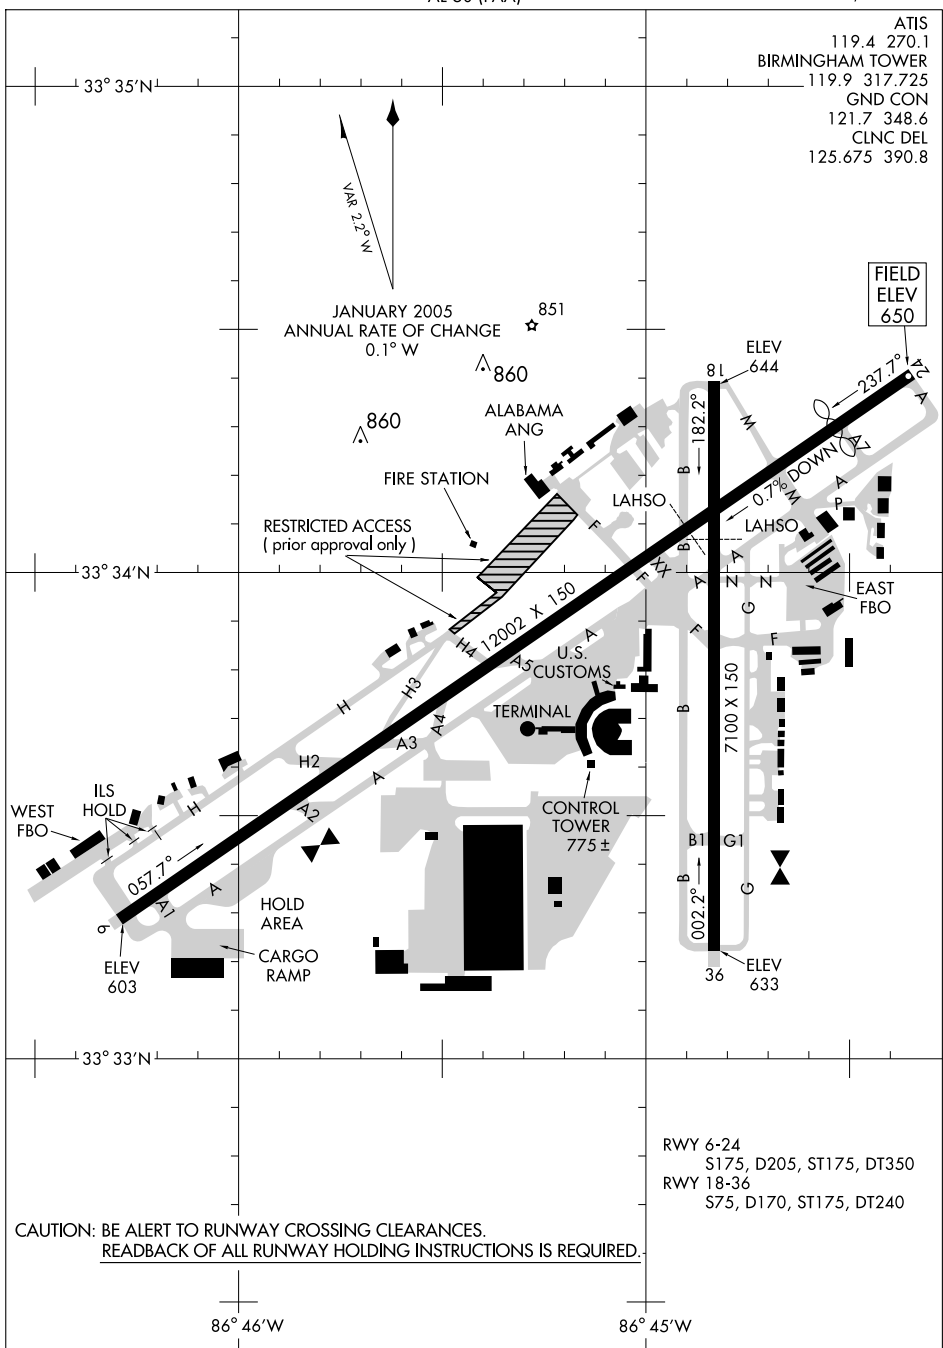 ATIS
119.4 270.1
BIRMINGHAM TOWER
119.9 317.725
GND CON
121.7 348.6
CLNC DEL
125.675 390.8
33° 35'N
VAR 2.2° W
JANUARY 2005
ANNUAL RATE OF CHANGE
0.1° W
851
860
860
FIELD
ELEV
650
ELEV
644
18
24
237.7°
182.2°
A
A7
M
M
0.7% DOWN
A
P
B
ALABAMA
ANG
FIRE STATION
LAHSO
LAHSO
RESTRICTED ACCESS
( prior approval only )
F
B
A
XX
F
A
N
N
33° 34'N
EAST
FBO
12002 X 150
G
F
F
H4
A5
A
U.S.
CUSTOMS
H3
H
A4
A3
TERMINAL
B
7100 X 150
H2
A
A2
H
ILS
HOLD
WEST
FBO
CONTROL
TOWER
775 ±
B1
G1
057.7°
A
A1
B
002.2°
G
HOLD
AREA
6
CARGO
RAMP
ELEV
603
36
ELEV
633
33° 33'N
RWY 6-24
S175, D205, ST175, DT350
RWY 18-36
S75, D170, ST175, DT240
CAUTION: BE ALERT TO RUNWAY CROSSING CLEARANCES.
READBACK OF ALL RUNWAY HOLDING INSTRUCTIONS IS REQUIRED.
86° 46'W
86° 45'W